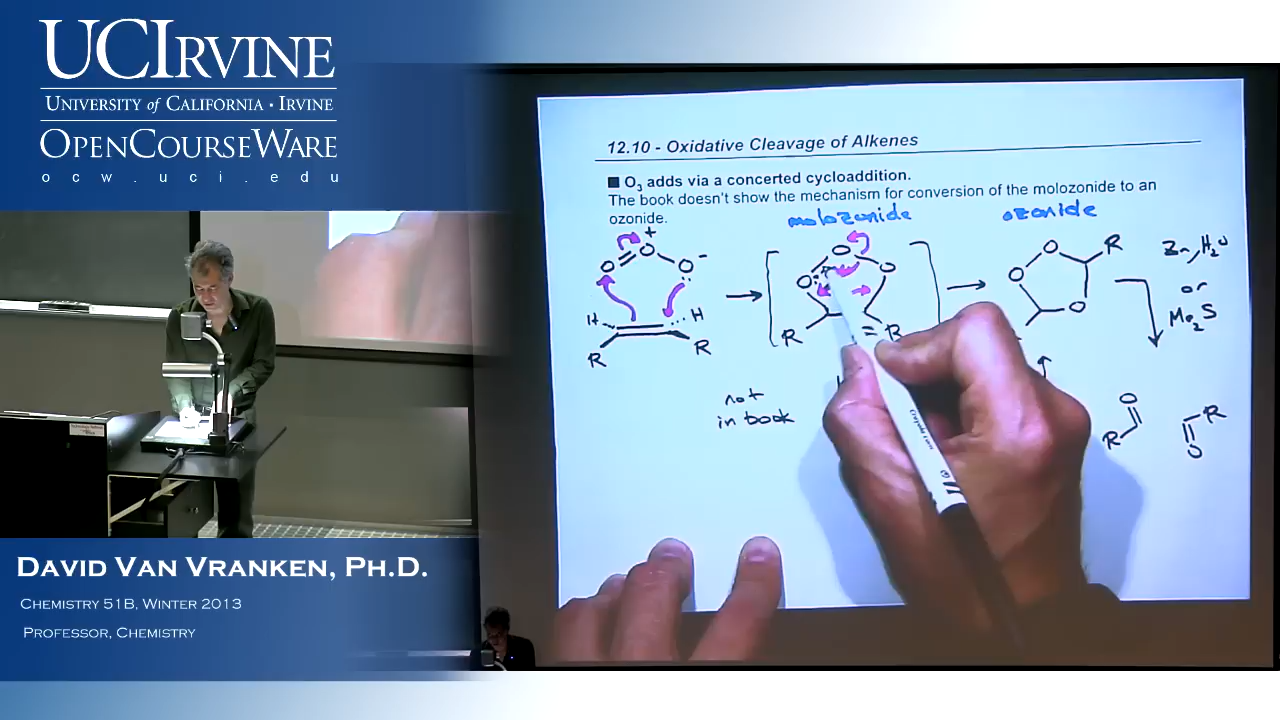 UCIRVINE
UNIVERSITY of CALIFORNIA · IRVINE
OPENCOURSEWARE
ocw.uci.edu
DAVID VAN VRANKEN, PH.D.
CHEMISTRY 51B, WINTER 2013
PROFESSOR, CHEMISTRY
12.10 - Oxidative Cleavage of Alkenes
■ O₃ adds via a concerted cycloaddition.
The book doesn't show the mechanism for conversion of the molozonide to an
ozonide.
molozonide
ozonide
O O⁺ O⁻
H H
R R
O O O
R R
O O O R
Zn, H₂O
or
Me₂S
not
in book
O R
R O